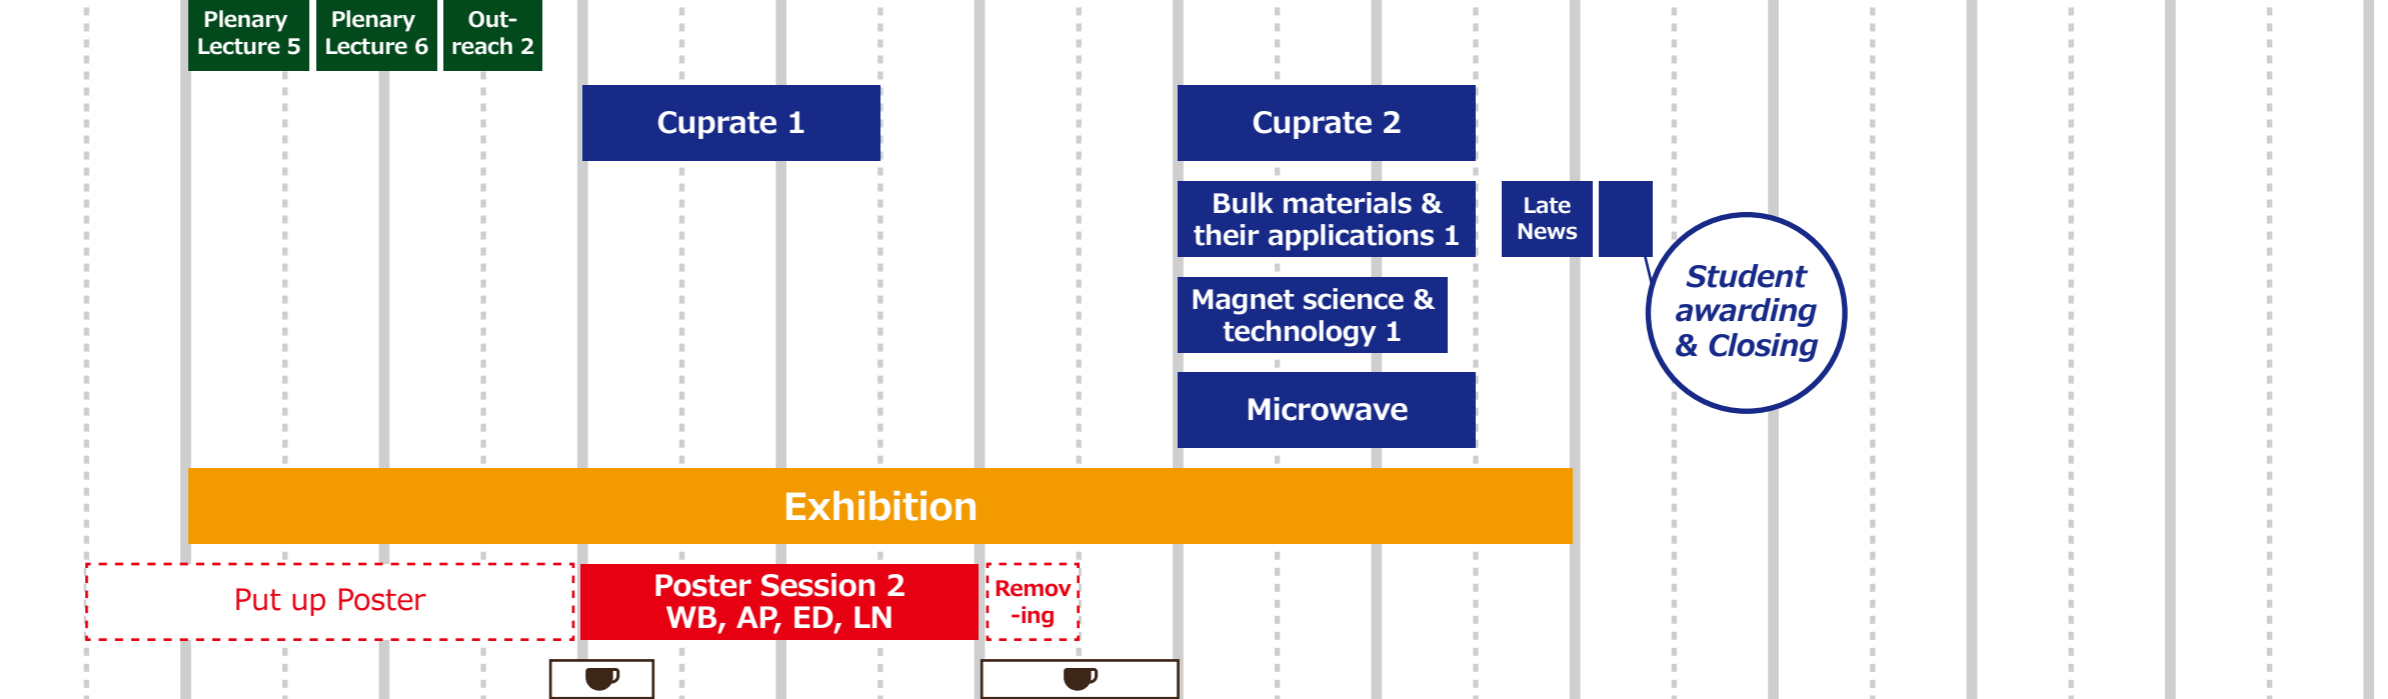 Plenary
Lecture 5
Plenary
Lecture 6
Out-
reach 2
Cuprate 1
Cuprate 2
Bulk materials &
their applications 1
Late
News
Student
awarding
& Closing
Magnet science &
technology 1
Microwave
Exhibition
Put up Poster
Poster Session 2
WB, AP, ED, LN
Remov
-ing